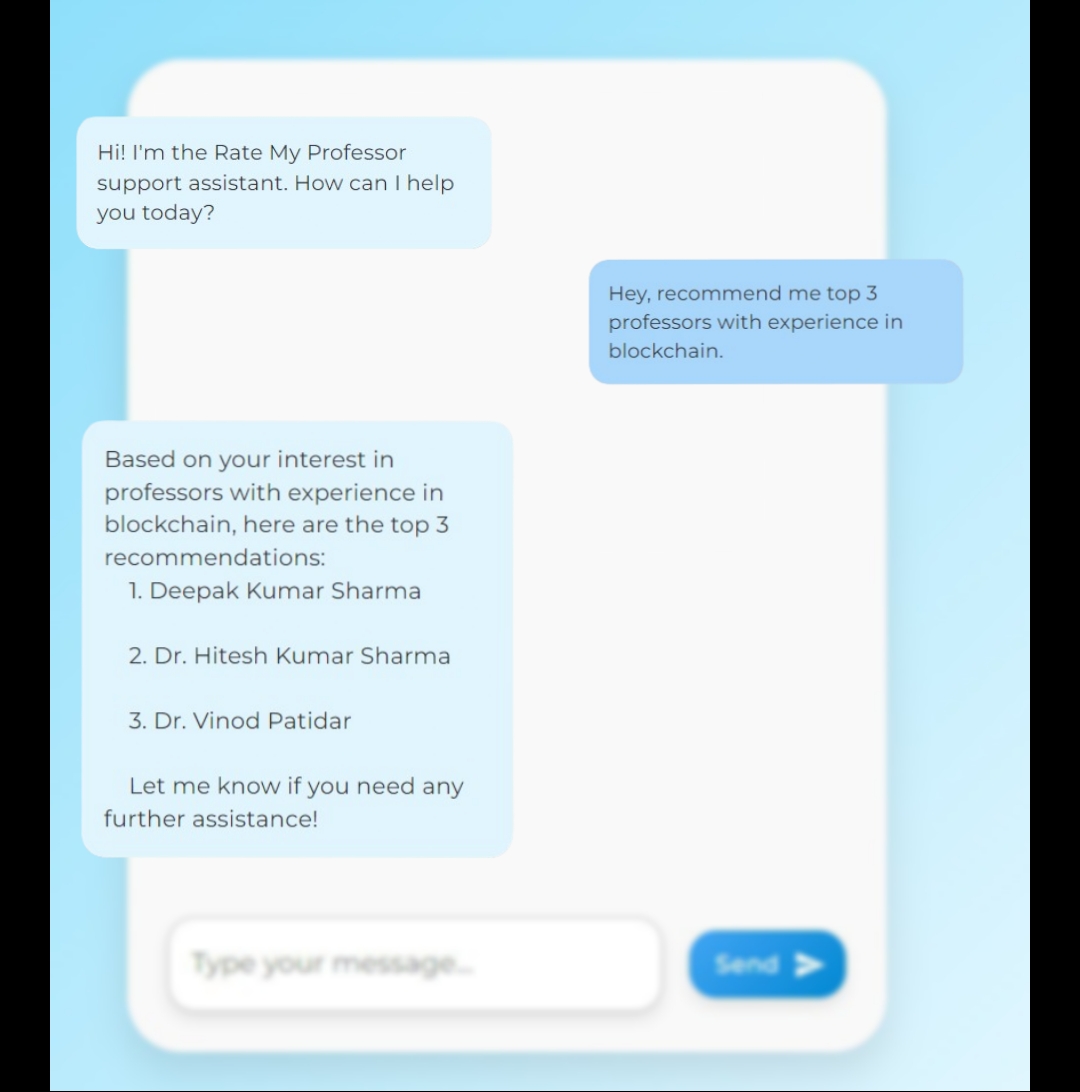 Hi! I'm the Rate My Professor
support assistant. How can I help
you today?
Hey, recommend me top 3
professors with experience in
blockchain.
Based on your interest in
professors with experience in
blockchain, here are the top 3
recommendations:
1. Deepak Kumar Sharma
2. Dr. Hitesh Kumar Sharma
3. Dr. Vinod Patidar
Let me know if you need any
further assistance!
Type your message...
Send